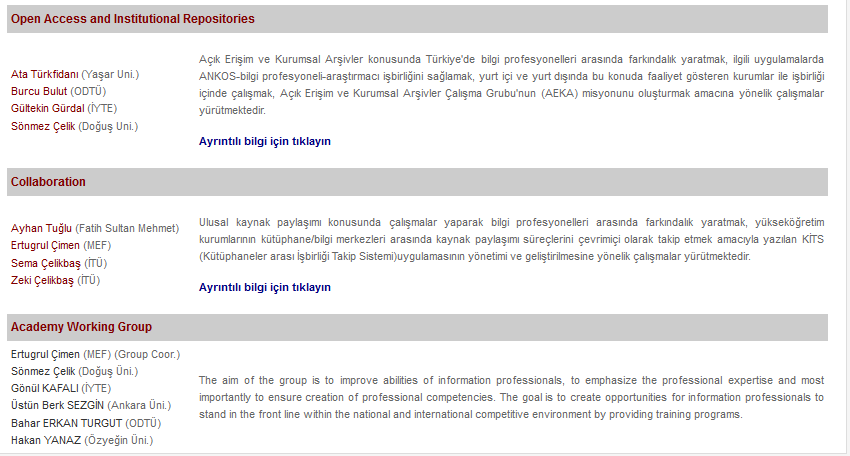 Open Access and Institutional Repositories
Ata Türkfidanı (Yaşar Uni.)
Burcu Bulut (ODTÜ)
Gültekin Gürdal (İYTE)
Sönmez Çelik (Doğuş Uni.)
Açık Erişim ve Kurumsal Arşivler konusunda Türkiye'de bilgi profesyonelleri arasında farkındalık yaratmak, ilgili uygulamalarda
ANKOS-bilgi profesyoneli-araştırmacı işbirliğini sağlamak, yurt içi ve yurt dışında bu konuda faaliyet gösteren kurumlar ile işbirliği
içinde çalışmak, Açık Erişim ve Kurumsal Arşivler Çalışma Grubu'nun (AEKA) misyonunu oluşturmak amacına yönelik çalışmalar
yürütmektedir.
Ayrıntılı bilgi için tıklayın
Collaboration
Ayhan Tuğlu (Fatih Sultan Mehmet)
Ertugrul Çimen (MEF)
Sema Çelikbaş (İTÜ)
Zeki Çelikbaş (İTÜ)
Ulusal kaynak paylaşımı konusunda çalışmalar yaparak bilgi profesyonelleri arasında farkındalık yaratmak, yükseköğretim
kurumlarının kütüphane/bilgi merkezleri arasında kaynak paylaşımı süreçlerini çevrimiçi olarak takip etmek amacıyla yazılan KİTS
(Kütüphaneler arası İşbirliği Takip Sistemi)uygulamasının yönetimi ve geliştirilmesine yönelik çalışmalar yürütmektedir.
Ayrıntılı bilgi için tıklayın
Academy Working Group
Ertugrul Çimen (MEF) (Group Coor.)
Sönmez Çelik (Doğuş Üni.)
Gönül KAFALI (İYTE)
Üstün Berk SEZGİN (Ankara Üni.)
Bahar ERKAN TURGUT (ODTÜ)
Hakan YANAZ (Özyeğin Üni.)
The aim of the group is to improve abilities of information professionals, to emphasize the professional expertise and most
importantly to ensure creation of professional competencies. The goal is to create opportunities for information professionals to
stand in the front line within the national and international competitive environment by providing training programs.